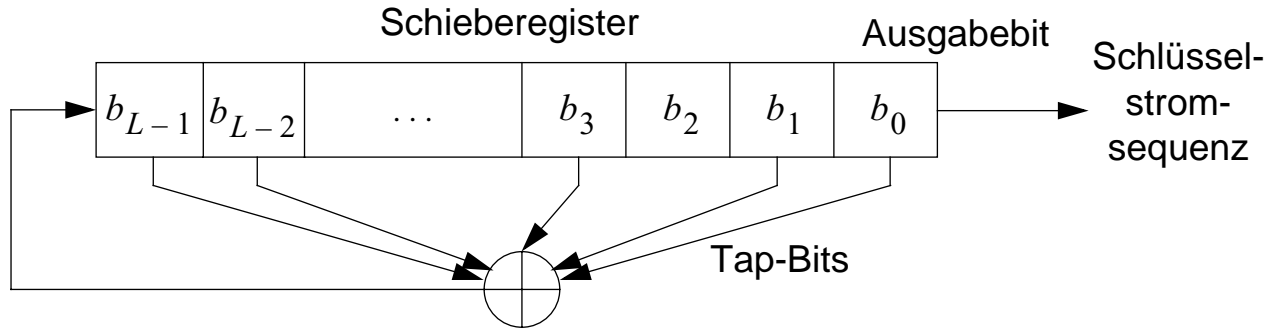 Schieberegister
Ausgabebit
Schlüssel-
strom-
sequenz
b_{L-1} b_{L-2} ... b_3 b_2 b_1 b_0
Tap-Bits